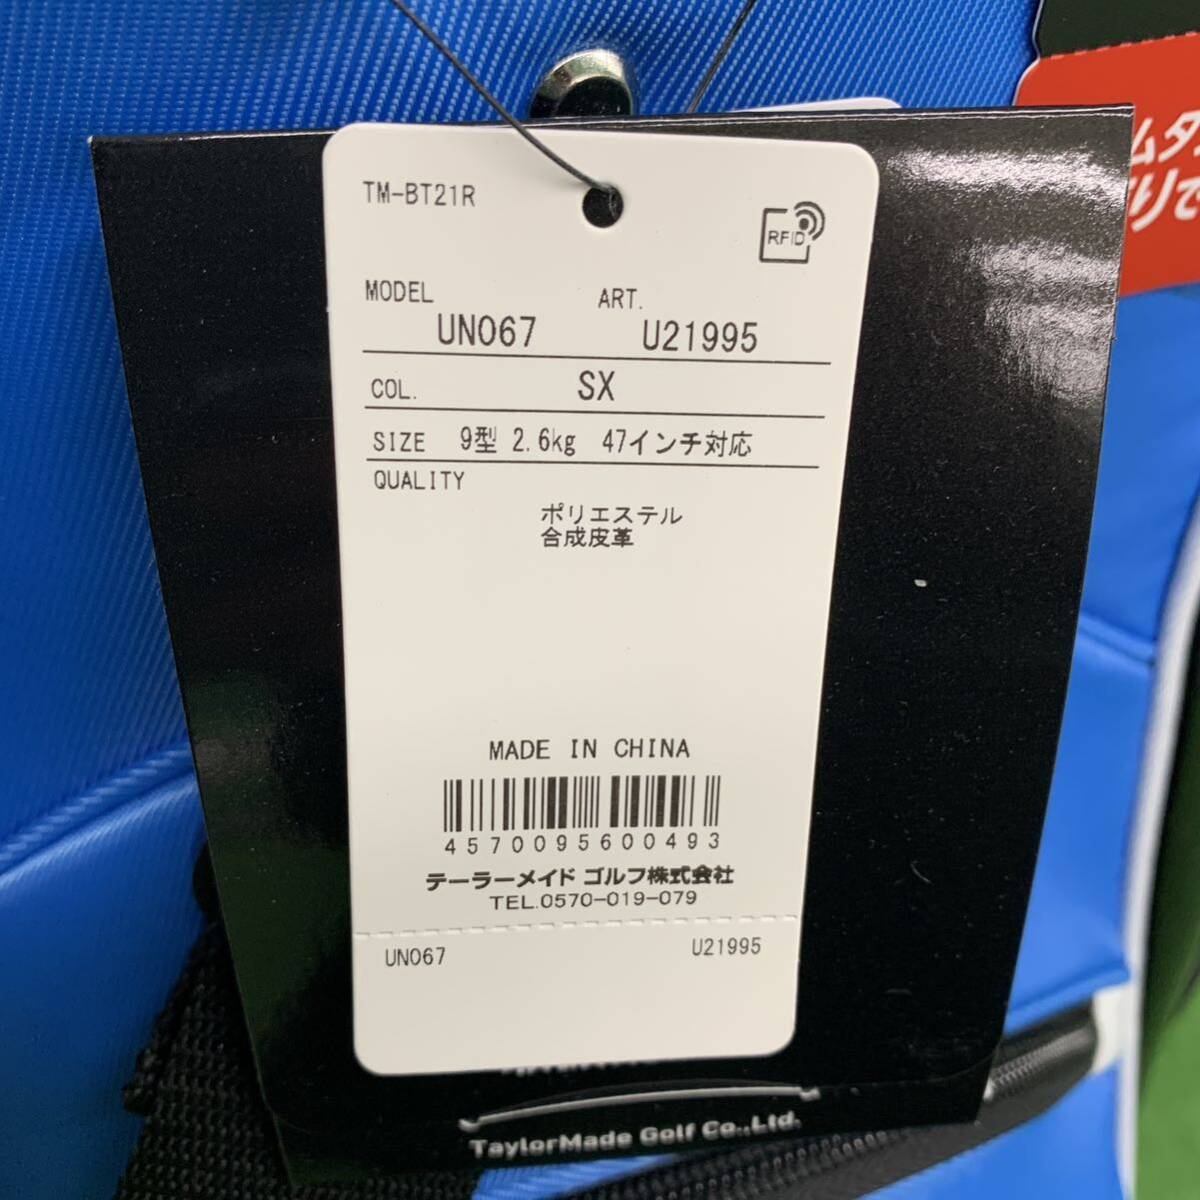 TM-BT21R
RFID
MODEL UN067 ART. U21995
COL. SX
SIZE 9型 2.6kg 47インチ対応
QUALITY
ポリエステル
合成皮革
MADE IN CHINA
4570095600493
テーラーメイド ゴルフ株式会社
TEL.0570-019-079
UN067 U21995
TaylorMade Golf Co.,Ltd.